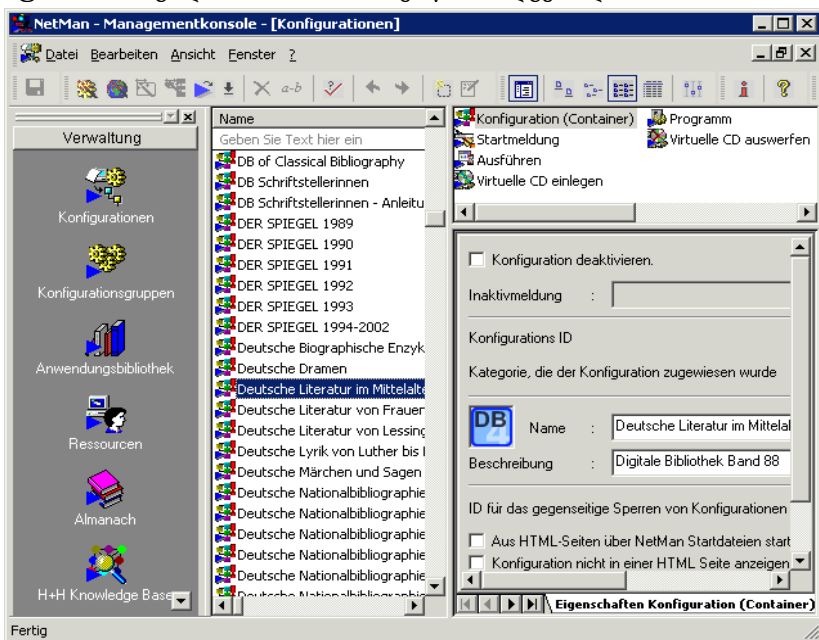 NetMan - Managementkonsole - [Konfigurationen]
Datei Bearbeiten Ansicht Fenster ?
a-b
Verwaltung
Konfigurationen
Konfigurationsgruppen
Anwendungsbibliothek
Ressourcen
Almanach
H+H Knowledge Base
Name
Geben Sie Text hier ein
DB of Classical Bibliography
DB Schriftstellerinnen
DB Schriftstellerinnen - Anleitu
DER SPIEGEL 1989
DER SPIEGEL 1990
DER SPIEGEL 1991
DER SPIEGEL 1992
DER SPIEGEL 1993
DER SPIEGEL 1994-2002
Deutsche Biographische Enzyk
Deutsche Dramen
Deutsche Literatur im Mittelalte
Deutsche Literatur von Frauen
Deutsche Literatur von Lessing
Deutsche Lyrik von Luther bis
Deutsche Märchen und Sagen
Deutsche Nationalbibliographie
Deutsche Nationalbibliographie
Deutsche Nationalbibliographie
Deutsche Nationalbibliographie
Deutsche Nationalbibliographie
Deutsche Nationalbibliographie
Konfiguration (Container)
Programm
Startmeldung
Virtuelle CD auswerfen
Ausführen
Virtuelle CD einlegen
Konfiguration deaktivieren.
Inaktivmeldung :
Konfigurations ID
Kategorie, die der Konfiguration zugewiesen wurde
DB
4
Name : Deutsche Literatur im Mittelal
Beschreibung : Digitale Bibliothek Band 88
ID für das gegenseitige Sperren von Konfigurationen
Aus HTML-Seiten über NetMan Startdateien start
Konfiguration nicht in einer HTML Seite anzeigen
Eigenschaften Konfiguration (Container)
Fertig